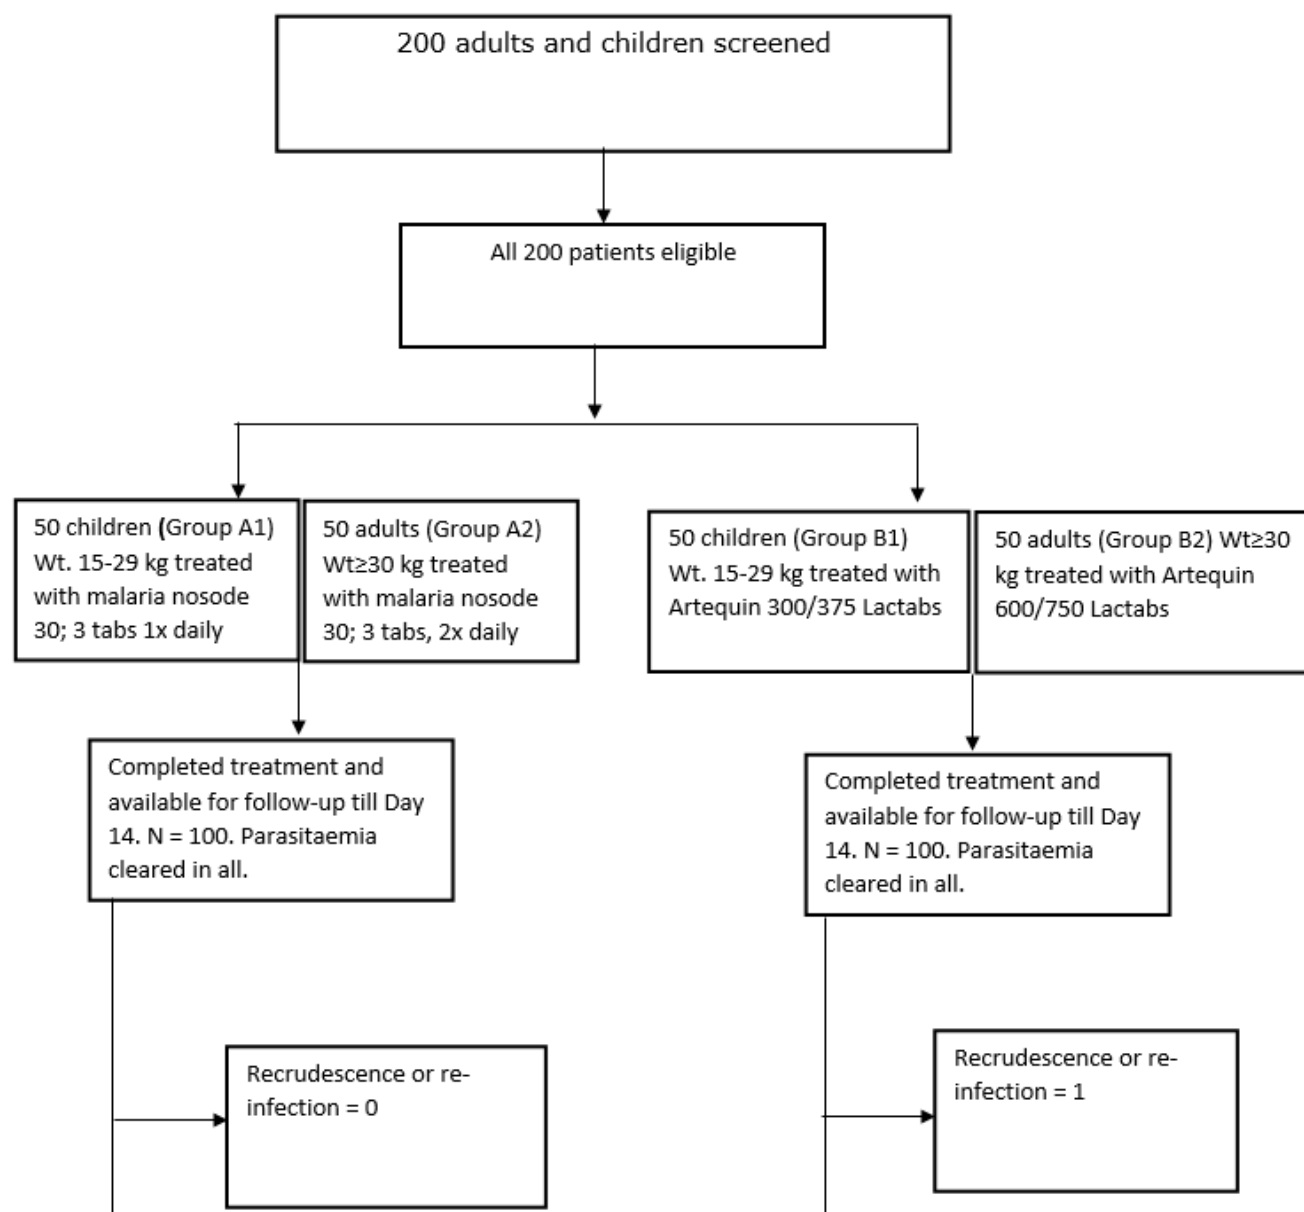 200 adults and children screened
All 200 patients eligible
50 children (Group A1)
Wt. 15-29 kg treated
with malaria nosode
30; 3 tabs 1x daily
50 adults (Group A2)
Wt≥30 kg treated
with malaria nosode
30; 3 tabs, 2x daily
50 children (Group B1)
Wt. 15-29 kg treated with
Artequin 300/375 Lactabs
50 adults (Group B2) Wt≥30
kg treated with Artequin
600/750 Lactabs
Completed treatment and
available for follow-up till Day
14. N = 100. Parasitaemia
cleared in all.
Completed treatment and
available for follow-up till Day
14. N = 100. Parasitaemia
cleared in all.
Recrudescence or re-
infection = 0
Recrudescence or re-
infection = 1